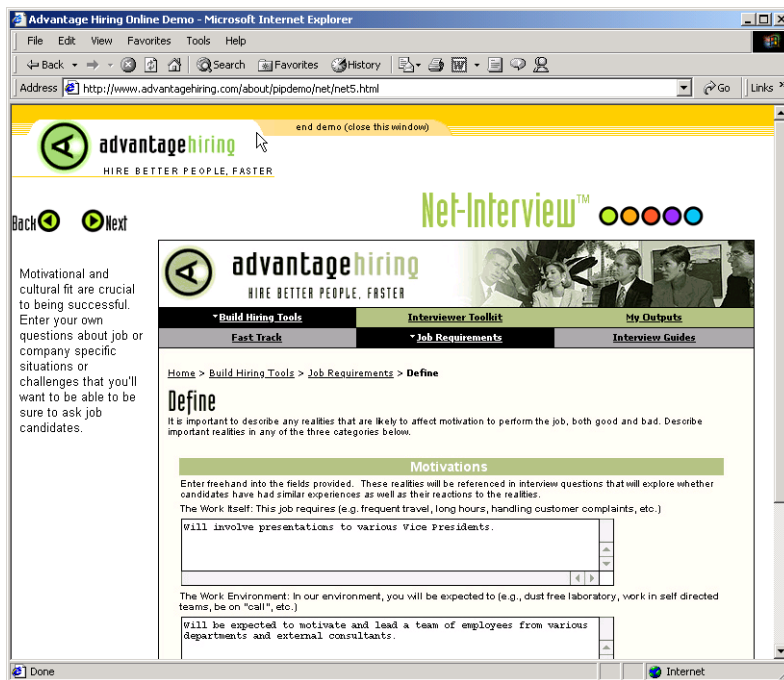 Advantage Hiring Online Demo - Microsoft Internet Explorer
File Edit View Favorites Tools Help
Back Search Favorites History
Address http://www.advantagehiring.com/about/pipdemo/net/net5.html Go Links »
end demo (close this window)
advantagehiring
HIRE BETTER PEOPLE, FASTER
Net-Interview™
Back Next
Motivational and
cultural fit are crucial
to being successful.
Enter your own
questions about job or
company specific
situations or
challenges that you'll
want to be able to be
sure to ask job
candidates.
advantagehiring
HIRE BETTER PEOPLE, FASTER
Build Hiring Tools Interviewer Toolkit My Outputs
Fast Track Job Requirements Interview Guides
Home > Build Hiring Tools > Job Requirements > Define
Define
It is important to describe any realities that are likely to affect motivation to perform the job, both good and bad. Describe
important realities in any of the three categories below.
Motivations
Enter freehand into the fields provided. These realities will be referenced in interview questions that will explore whether
candidates have had similar experiences as well as their reactions to the realities.
The Work Itself: This job requires (e.g. frequent travel, long hours, handling customer complaints, etc.)
Will involve presentations to various Vice Presidents.
The Work Environment: In our environment, you will be expected to (e.g., dust free laboratory, work in self directed
teams, be on "call", etc.)
Will be expected to motivate and lead a team of employees from various
departments and external consultants.
Done Internet